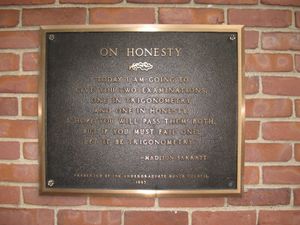 ON HONESTY
"TODAY I AM GOING TO
GIVE YOU TWO EXAMINATIONS,
ONE IN TRIGONOMETRY
AND ONE IN HONESTY.
I HOPE YOU WILL PASS THEM BOTH,
BUT IF YOU MUST FAIL ONE,
LET IT BE TRIGONOMETRY."
–MADISON SARRATT
PRESENTED BY THE UNDERGRADUATE HONOR COUNCIL